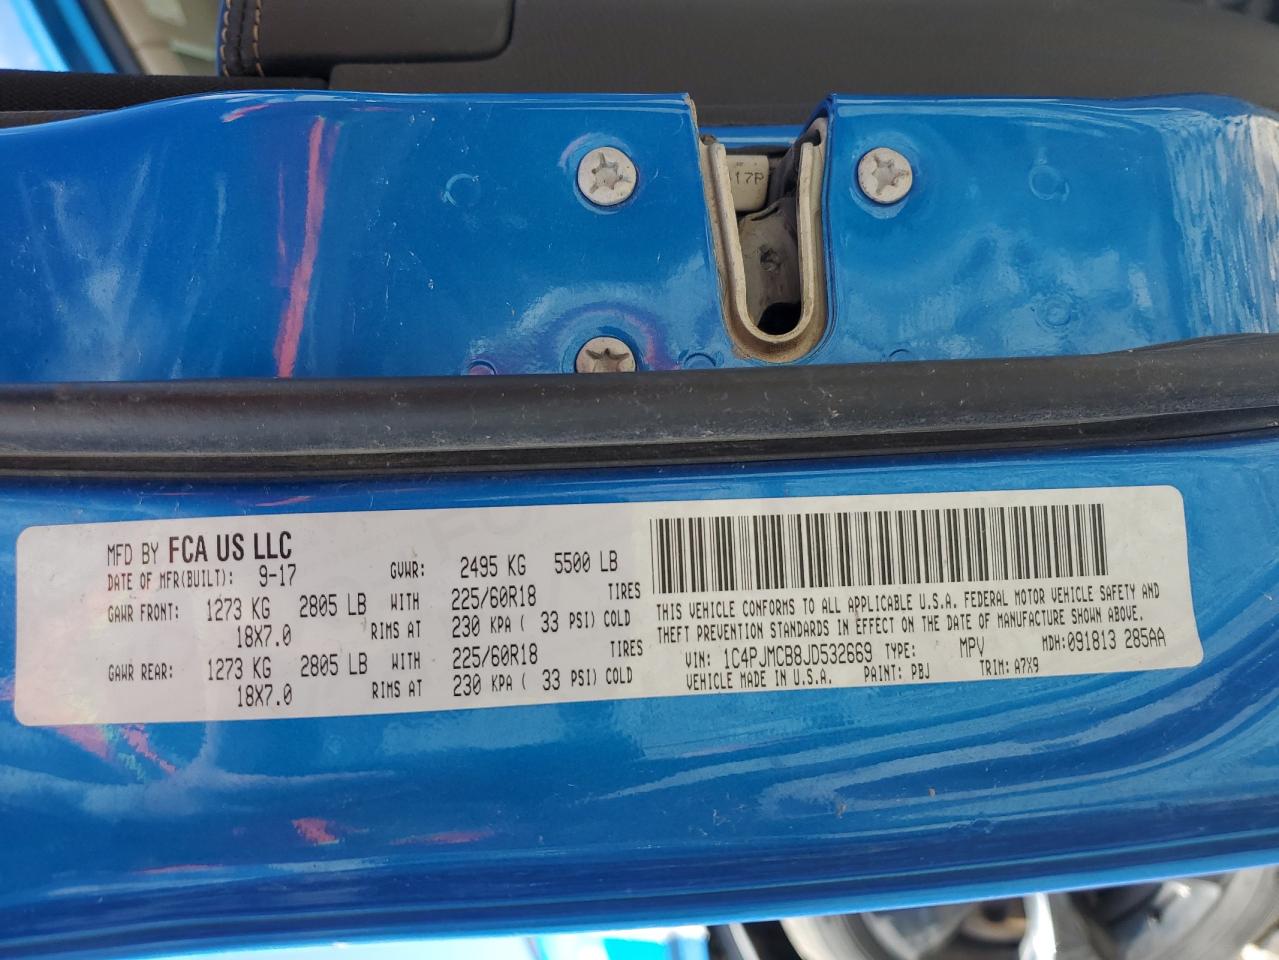 17P
MFD BY FCA US LLC
DATE OF MFR(BUILT): 9-17 GVWR: 2495 KG 5500 LB
GAWR FRONT: 1273 KG 2805 LB WITH 225/60R18 TIRES
18X7.0 RIMS AT 230 KPA ( 33 PSI) COLD
GAWR REAR: 1273 KG 2805 LB WITH 225/60R18 TIRES
18X7.0 RIMS AT 230 KPA ( 33 PSI) COLD
THIS VEHICLE CONFORMS TO ALL APPLICABLE U.S.A. FEDERAL MOTOR VEHICLE SAFETY AND
THEFT PREVENTION STANDARDS IN EFFECT ON THE DATE OF MANUFACTURE SHOWN ABOVE.
VIN: 1C4PJMCB8JD532669 TYPE: MPV MDH:091813 285AA
VEHICLE MADE IN U.S.A. PAINT: PBJ TRIM: A7X9